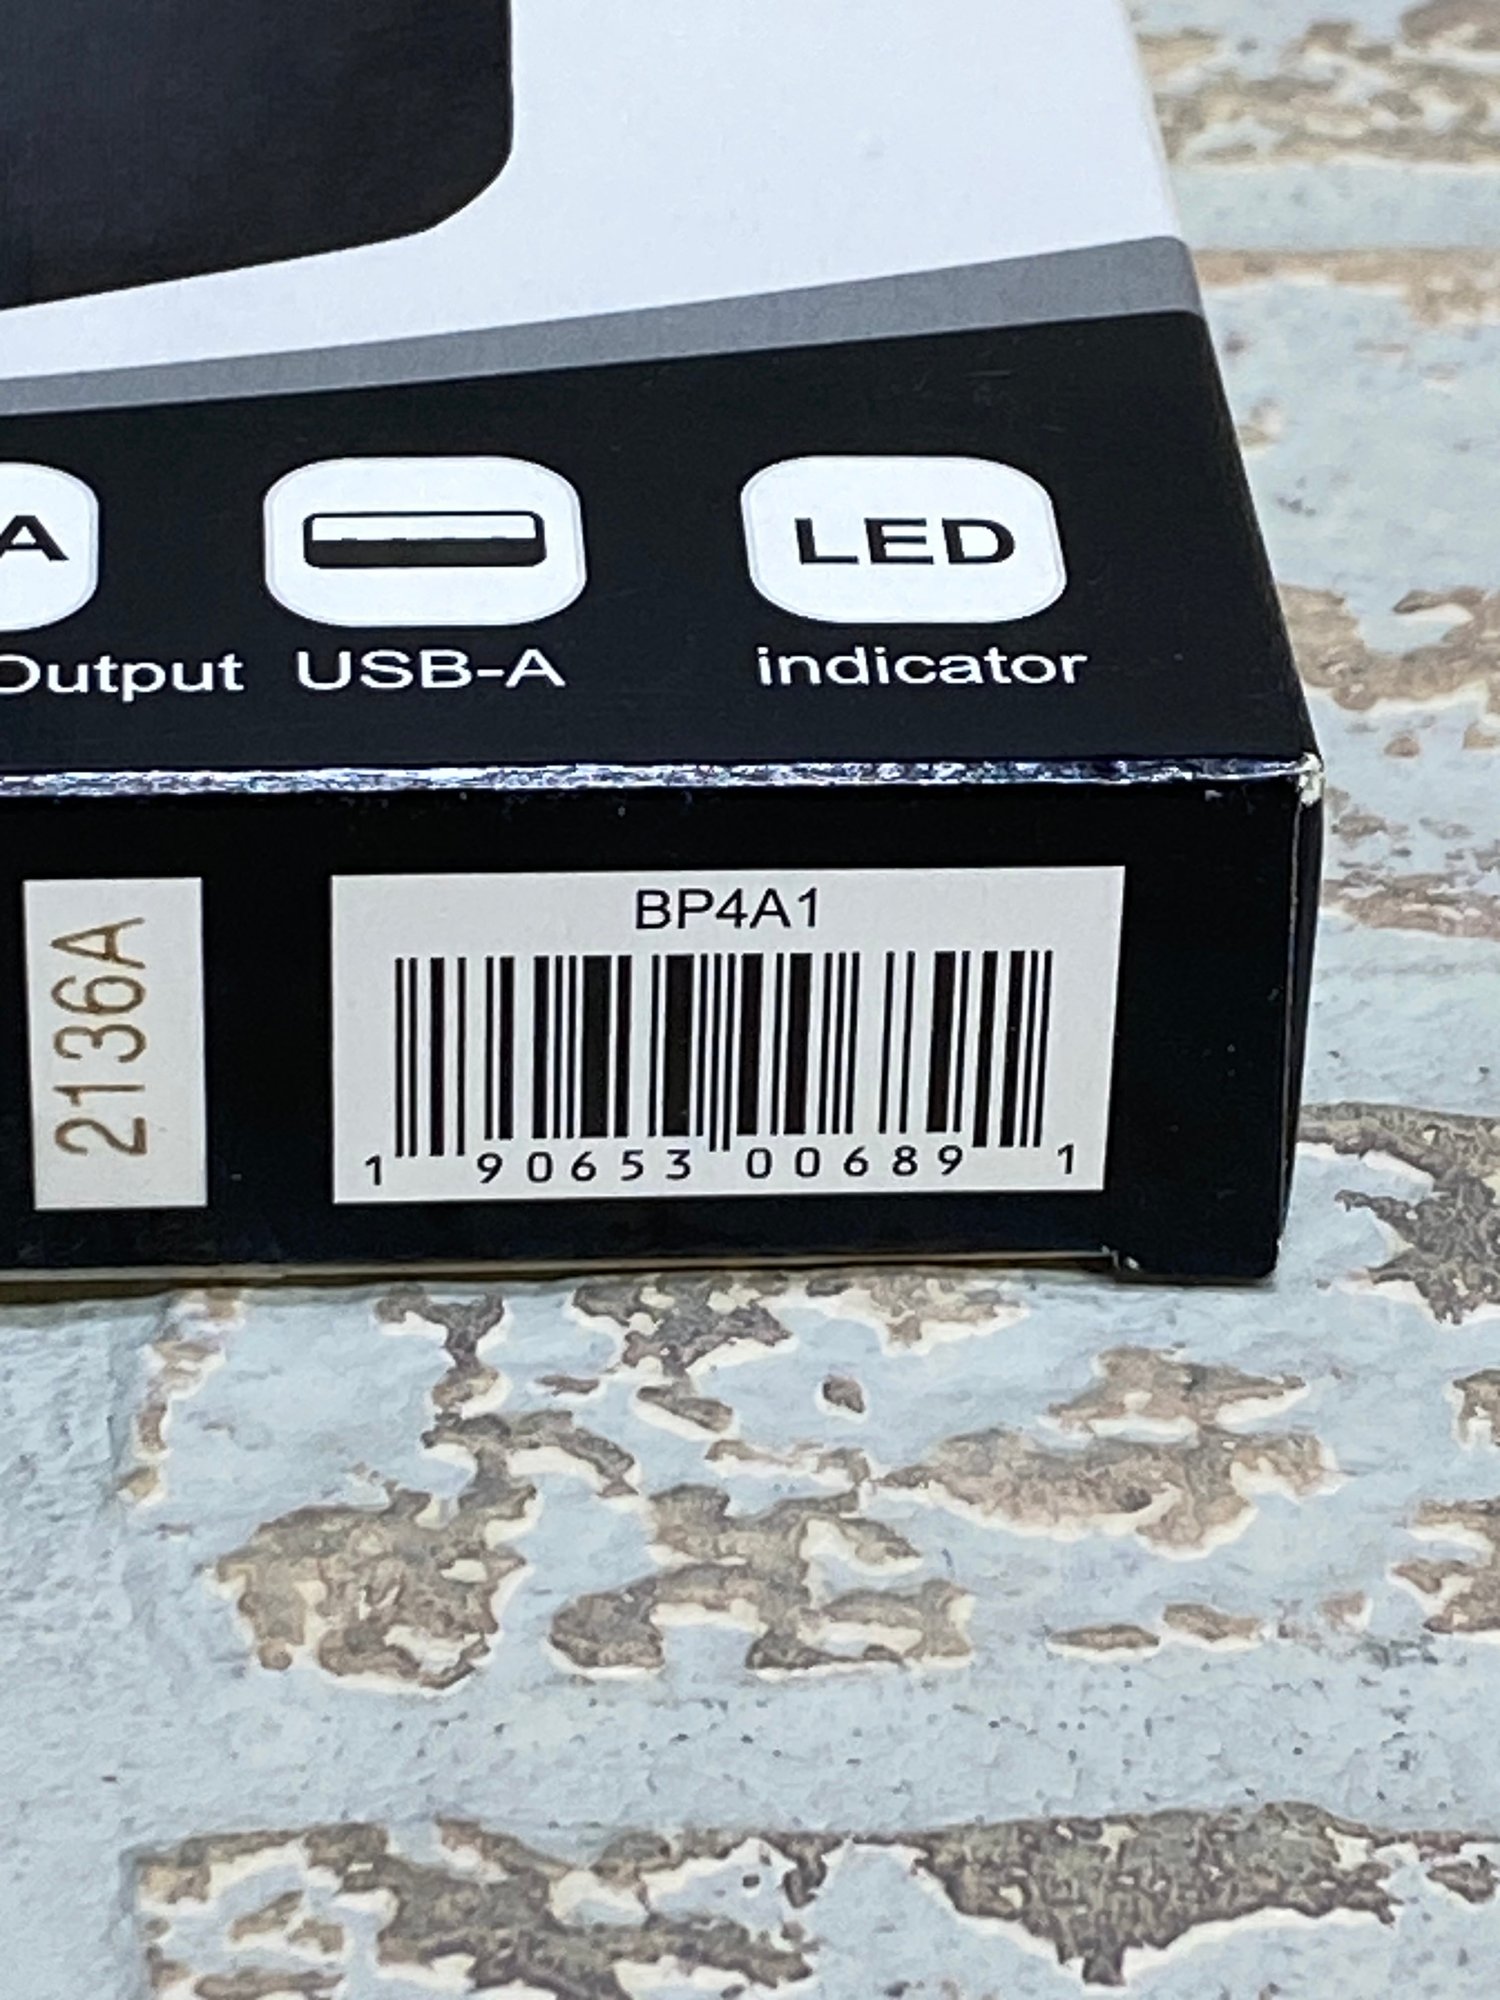 A
LED
Output
USB-A
indicator
2136A
BP4A1
1 90653 00689 1